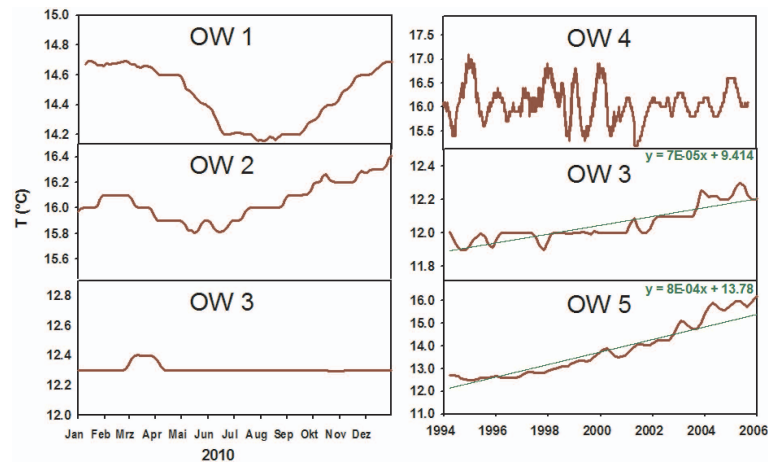 OW 1
15.0
14.6
14.2
OW 2
16.4
16.2
16.0
15.8
15.6
T (°C)
OW 3
12.8
12.6
12.4
12.2
12.0
Jan Feb Mrz Apr Mai Jun Jul Aug Sep Okt Nov Dez
2010
OW 4
17.5
17.0
16.5
16.0
15.5
y = 7E-05x + 9.414
OW 3
12.4
12.2
12.0
11.8
y = 8E-04x + 13.78
OW 5
16.0
15.0
14.0
13.0
12.0
11.0
1994 1996 1998 2000 2002 2004 2006